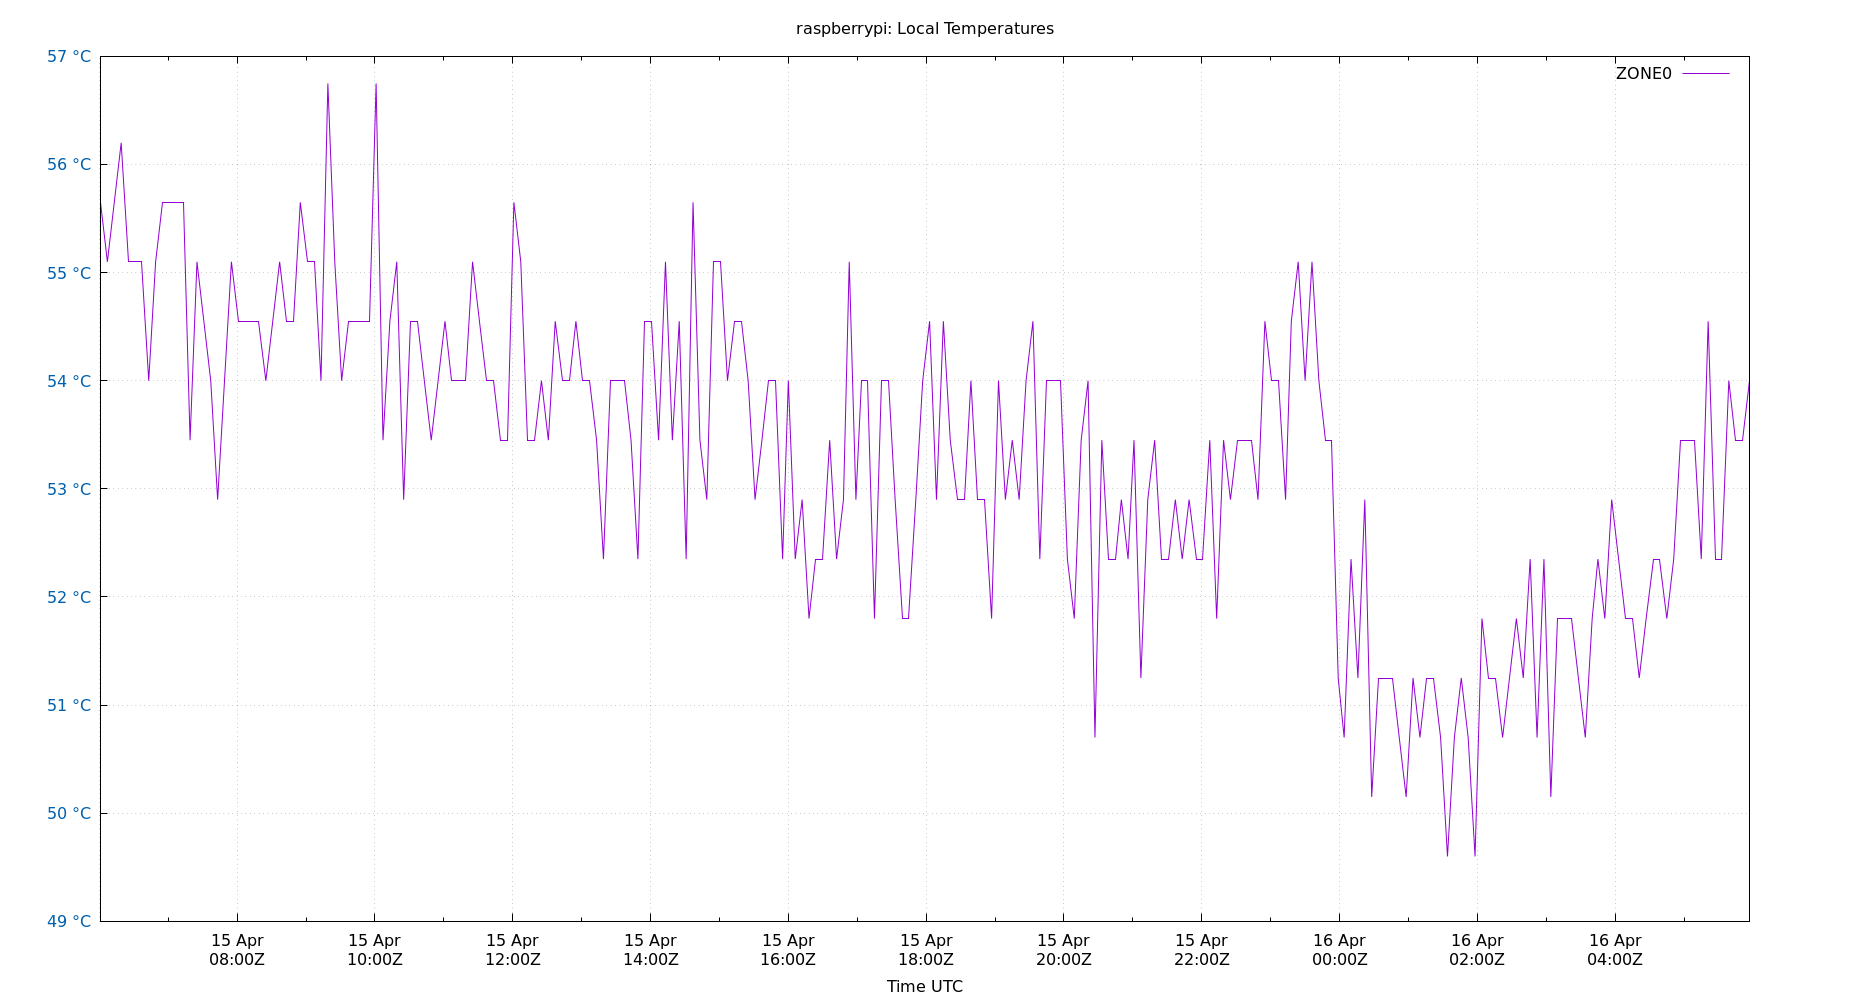 raspberrypi: Local Temperatures
57 °C
ZONE0
56 °C
55 °C
54 °C
53 °C
52 °C
51 °C
50 °C
49 °C
15 Apr 15 Apr 15 Apr 15 Apr 15 Apr 15 Apr 15 Apr 15 Apr 16 Apr 16 Apr 16 Apr
08:00Z 10:00Z 12:00Z 14:00Z 16:00Z 18:00Z 20:00Z 22:00Z 00:00Z 02:00Z 04:00Z
Time UTC